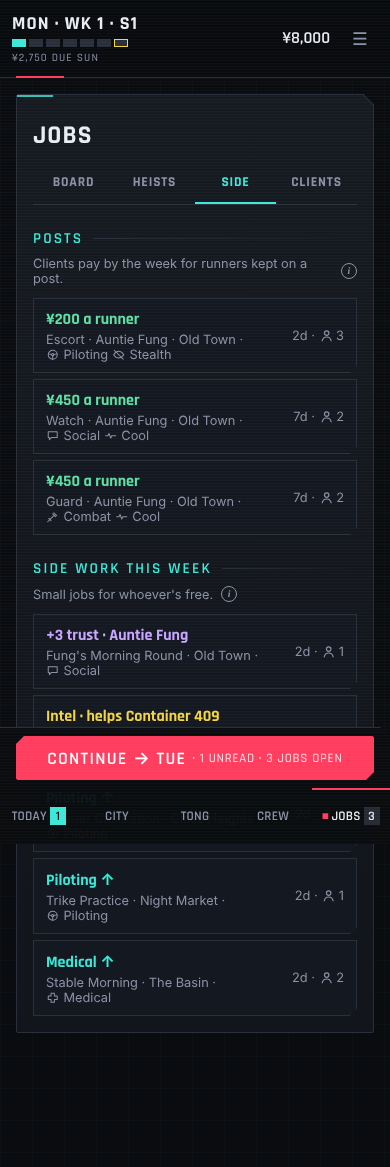 MON · WK 1 · S1
¥2,750 DUE SUN
¥8,000
JOBS
BOARD HEISTS SIDE CLIENTS
POSTS
Clients pay by the week for runners kept on a
post.
¥200 a runner
Escort · Auntie Fung · Old Town ·
Piloting Stealth
2d · 3
¥450 a runner
Watch · Auntie Fung · Old Town ·
Social Cool
7d · 2
¥450 a runner
Guard · Auntie Fung · Old Town ·
Combat Cool
7d · 2
SIDE WORK THIS WEEK
Small jobs for whoever's free.
+3 trust · Auntie Fung
Fung's Morning Round · Old Town ·
Social
2d · 1
Intel · helps Container 409
CONTINUE → TUE · 1 UNREAD · 3 JOBS OPEN
Piloting ↑
TODAY 1 CITY TONG CREW JOBS 3
Piloting ↑
Trike Practice · Night Market ·
Piloting
2d · 1
Medical ↑
Stable Morning · The Basin ·
Medical
2d · 2